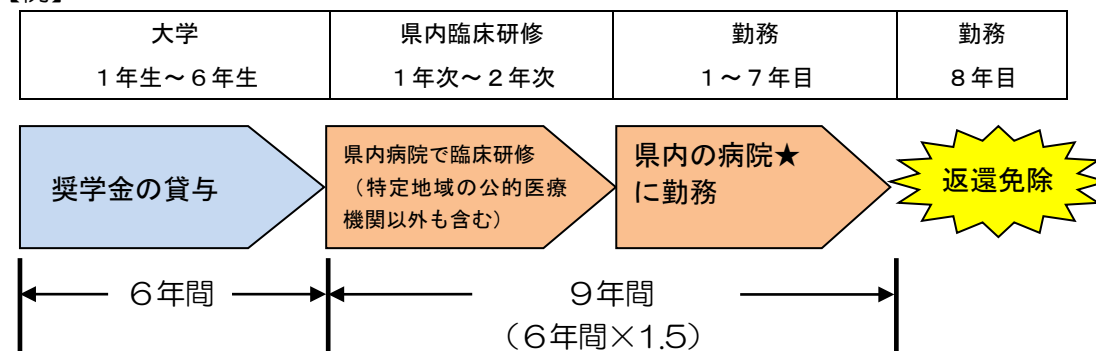 大学
1年生～6年生
県内臨床研修
1年次～2年次
勤務
1～7年目
勤務
8年目
奨学金の貸与
県内病院で臨床研修
（特定地域の公的医療
機関以外も含む）
県内の病院★
に勤務
返還免除
6年間
9年間
（6年間×1.5）